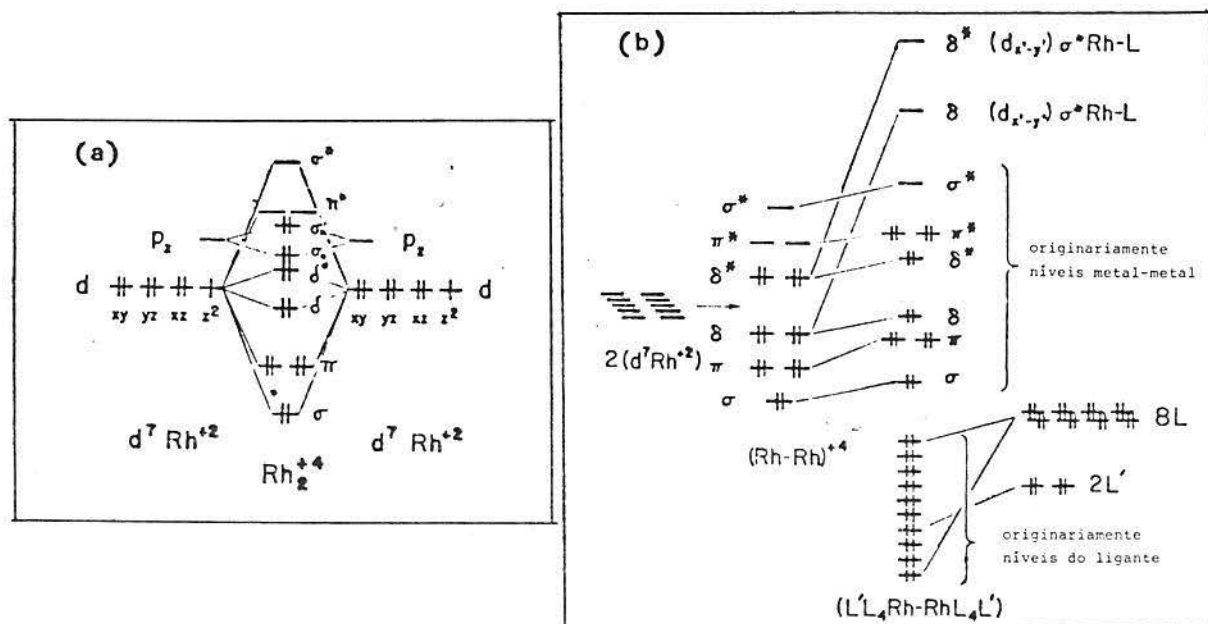 (a)
σ*
π*
σ
P_z P_z
σ
δ*
d d
δ
xy yz xz z² xy yz xz z²
π
σ
d⁷ Rh⁺² d⁷ Rh⁺²
Rh₂⁺⁴
(b)
δ* (d_x²-y²) σ* Rh-L
δ (d_x²-y²) σ* Rh-L
σ* σ*
π* π*
δ* δ*
originariamente
níveis metal-metal
2(d⁷Rh⁺²)
δ δ
π π
σ σ
(Rh-Rh)⁺⁴
8L
2L′
originariamente
níveis do ligante
(L′L₄Rh-RhL₄L′)